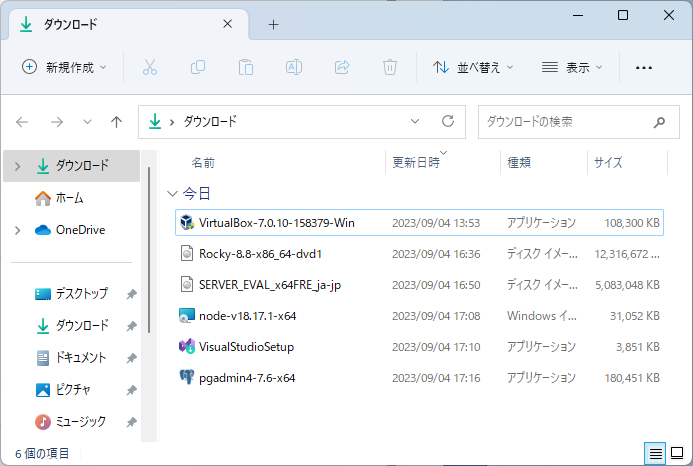 ダウンロード
新規作成
並べ替え
表示
ダウンロード
ダウンロードの検索
ダウンロード
ホーム
OneDrive
デスクトップ
ダウンロード
ドキュメント
ピクチャ
ミュージック
名前 更新日時 種類 サイズ
今日
VirtualBox-7.0.10-158379-Win 2023/09/04 13:53 アプリケーション 108,300 KB
Rocky-8.8-x86_64-dvd1 2023/09/04 16:36 ディスク イメー... 12,316,672 ...
SERVER_EVAL_x64FRE_ja-jp 2023/09/04 16:50 ディスク イメー... 5,083,048 KB
node-v18.17.1-x64 2023/09/04 17:08 Windows イ... 31,052 KB
VisualStudioSetup 2023/09/04 17:10 アプリケーション 3,851 KB
pgadmin4-7.6-x64 2023/09/04 17:16 アプリケーション 180,451 KB
6 個の項目